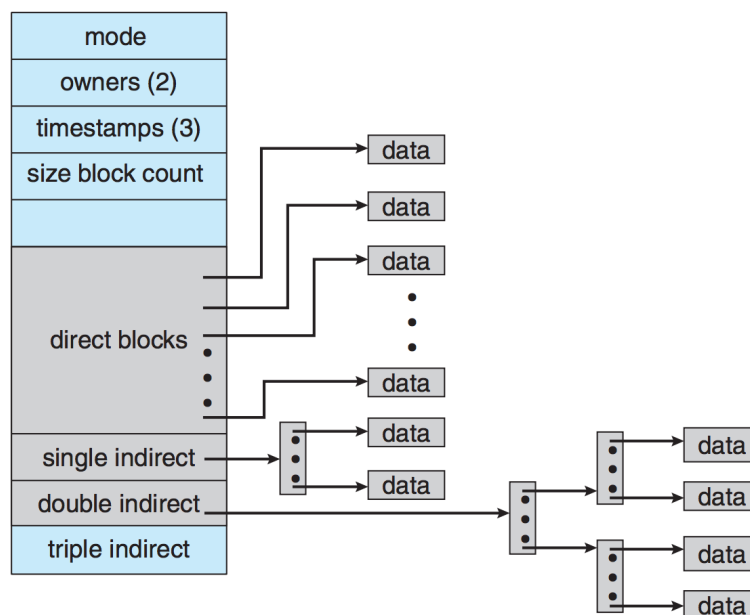 mode
owners (2)
timestamps (3)
size block count
data
data
data
direct blocks
data
single indirect
data
data
double indirect
data
data
data
data
triple indirect